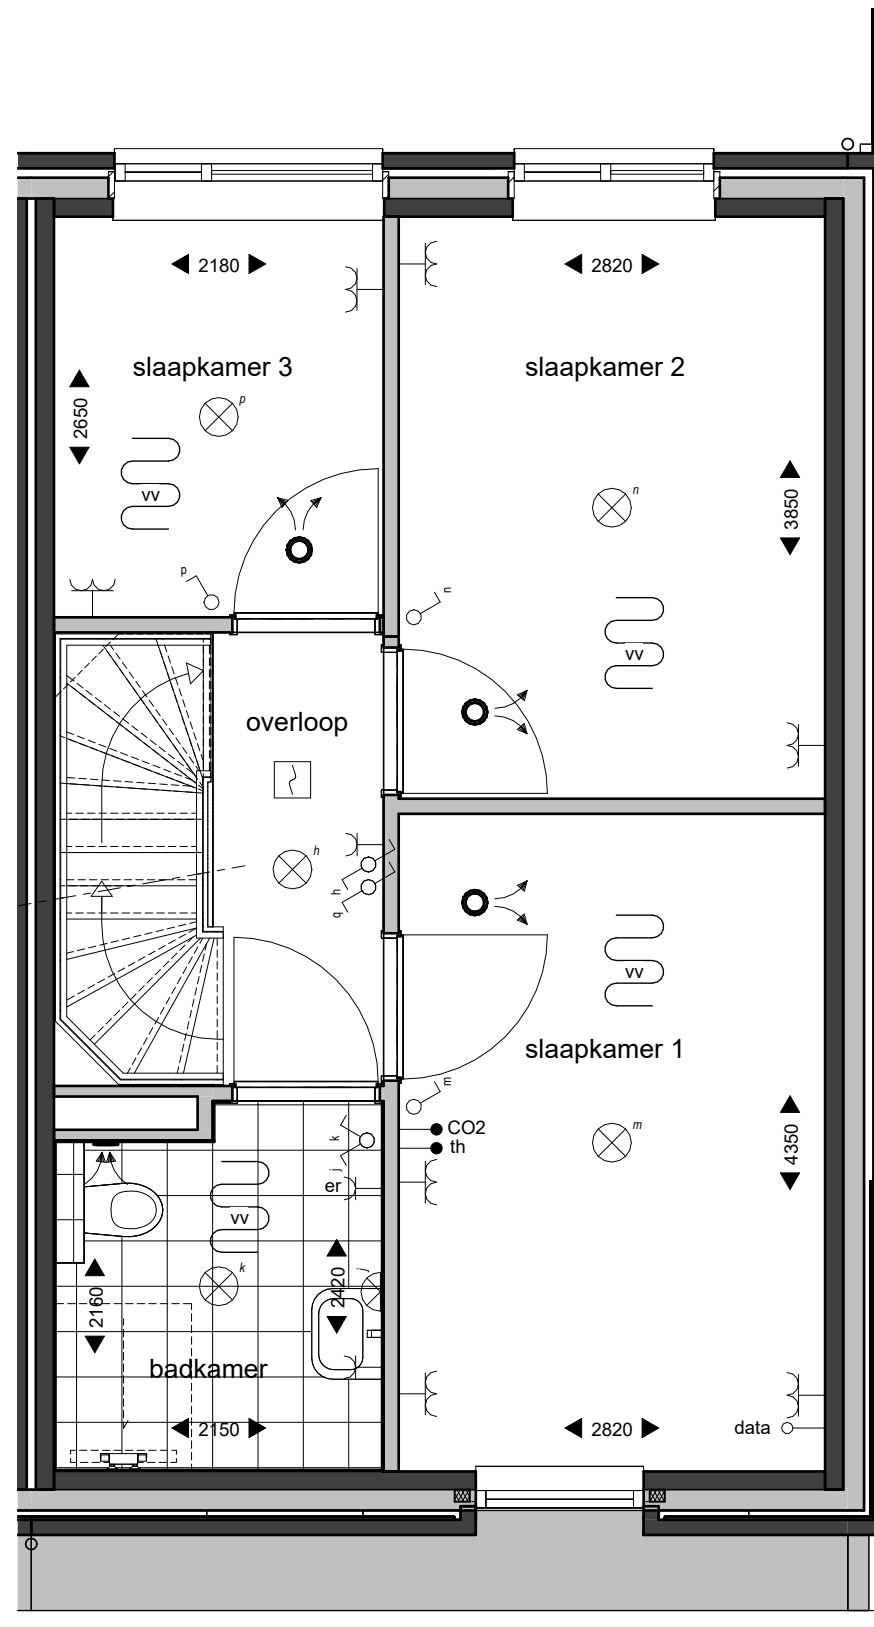 2180
2820
slaapkamer 3
slaapkamer 2
2650
p
vv
n
3850
p
n
vv
overloop
h
h
q
vv
slaapkamer 1
m
CO2
th
m
4350
k
j
er
vv
k
j
2160
2420
badkamer
2150
2820
data